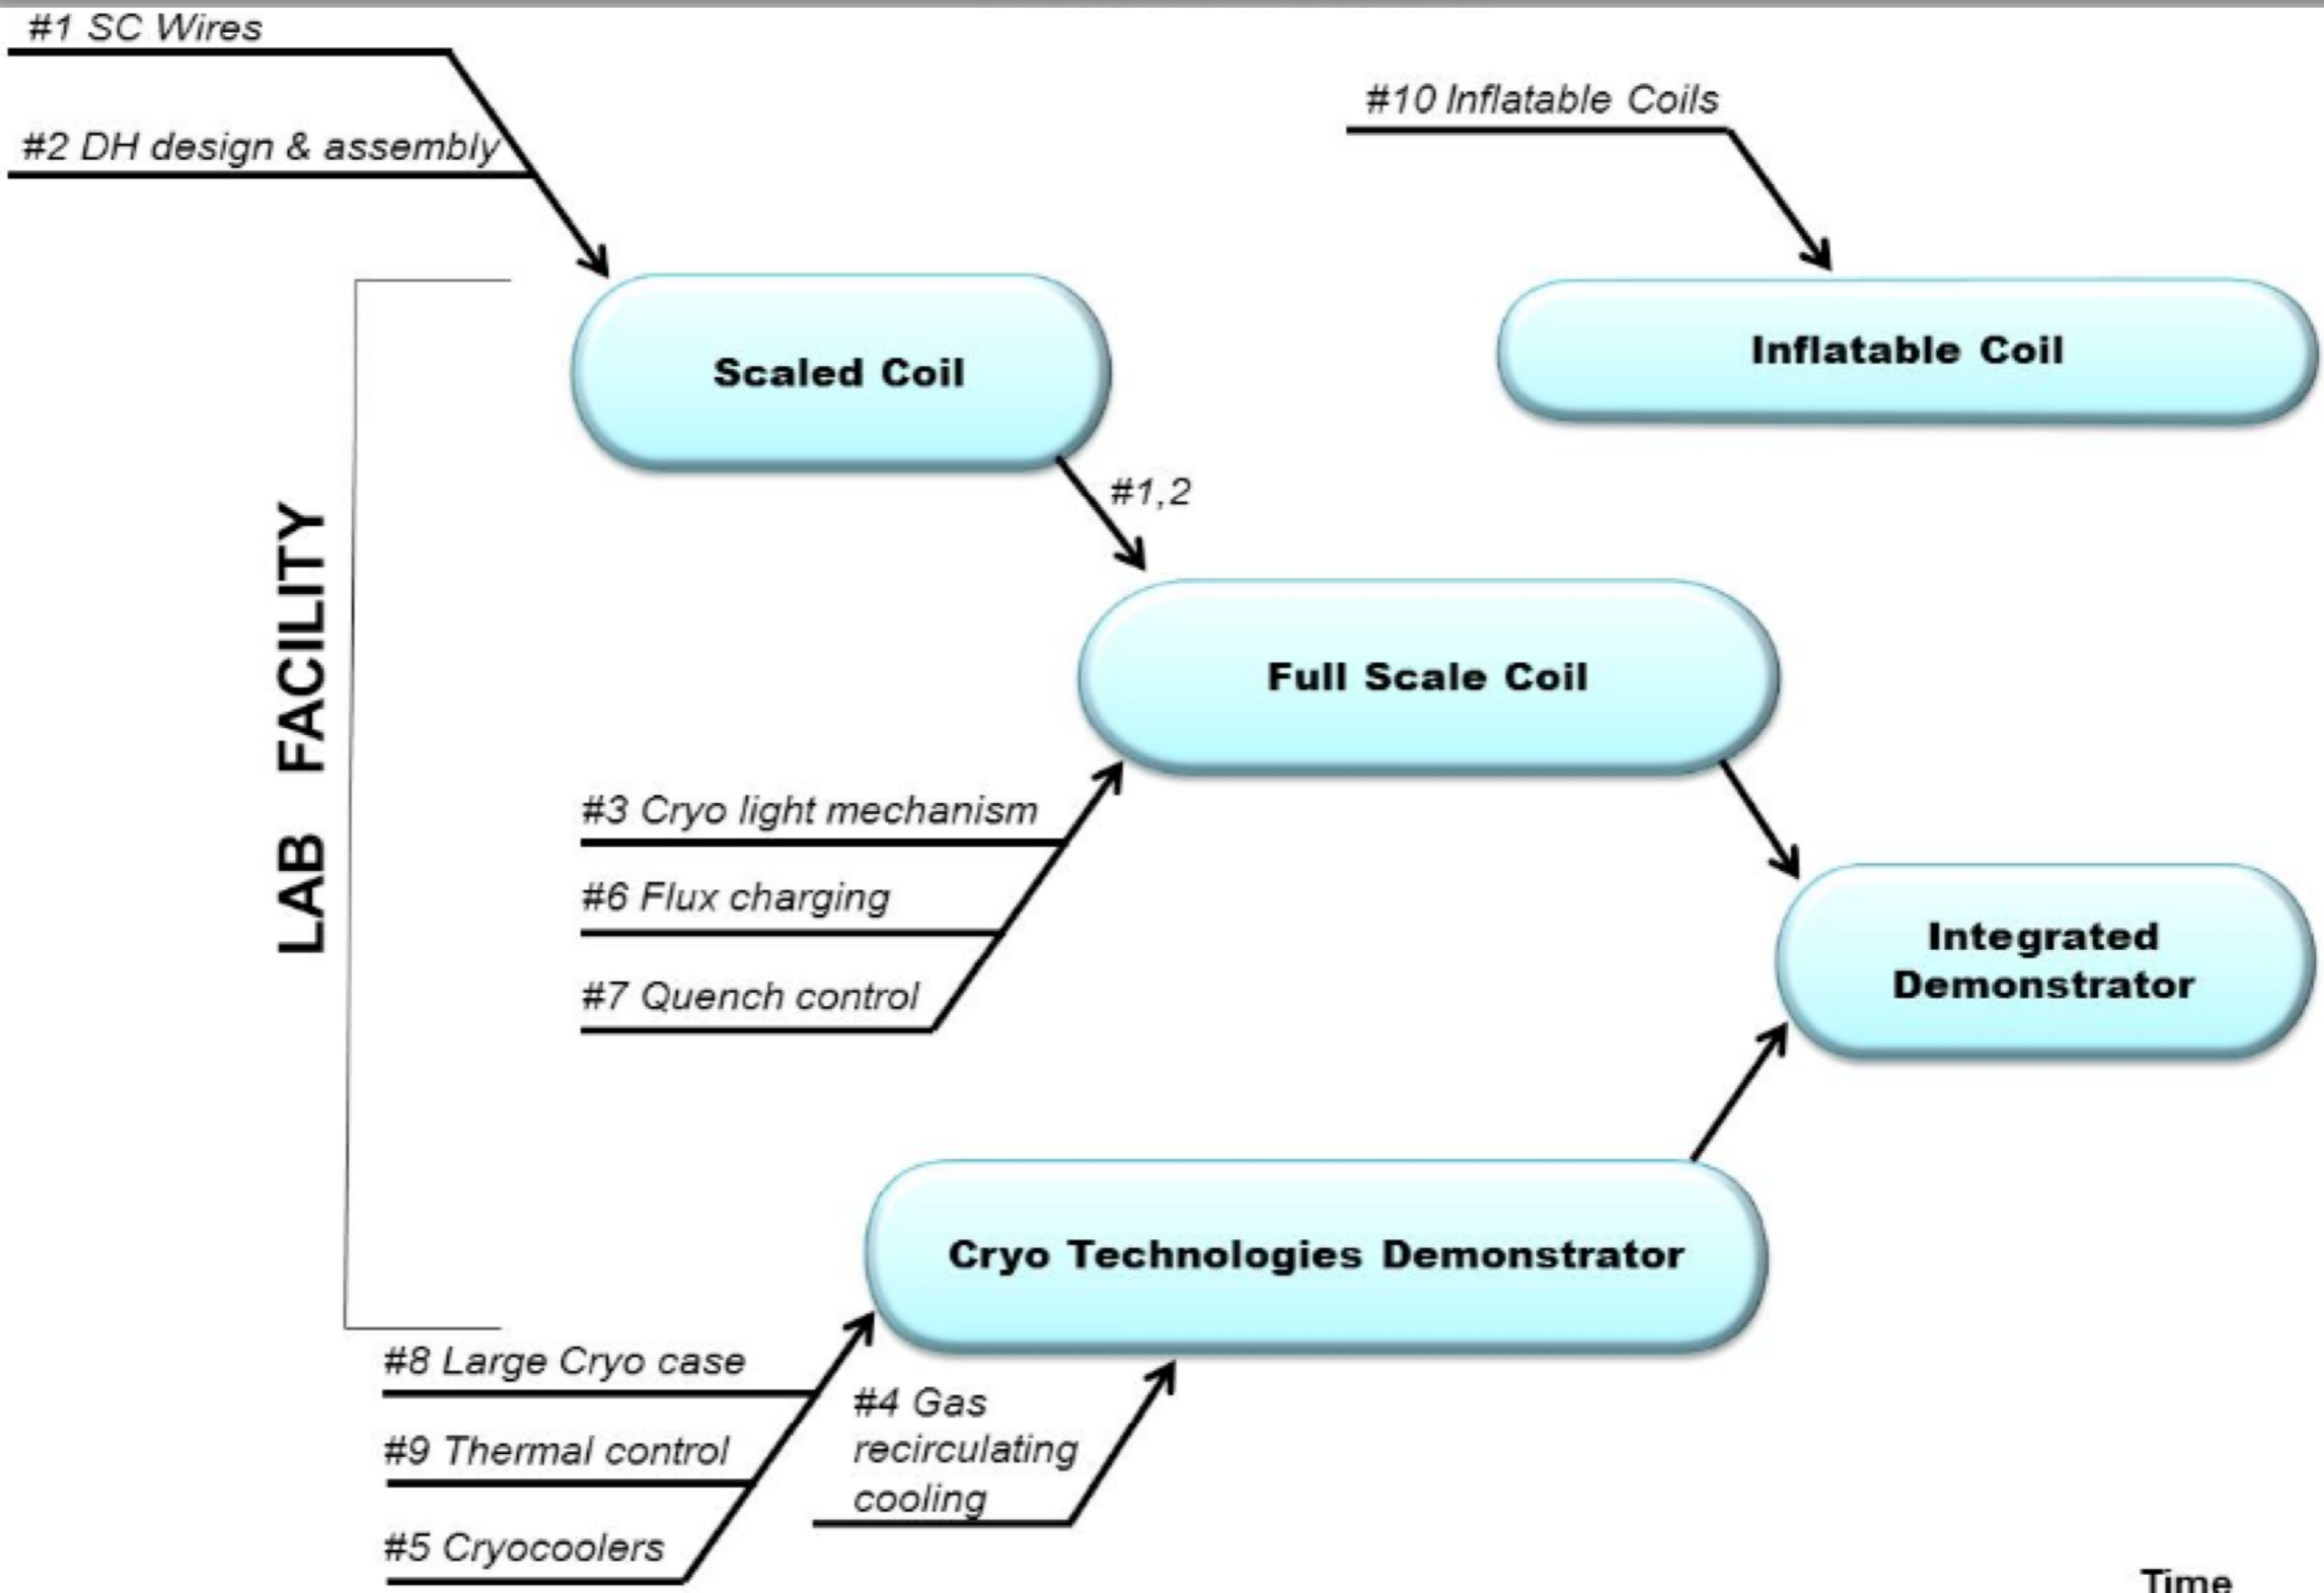 #1 SC Wires
#10 Inflatable Coils
#2 DH design & assembly
Scaled Coil
Inflatable Coil
#1,2
LAB FACILITY
Full Scale Coil
#3 Cryo light mechanism
#6 Flux charging
#7 Quench control
Integrated
Demonstrator
Cryo Technologies Demonstrator
#8 Large Cryo case
#9 Thermal control
#5 Cryocoolers
#4 Gas
recirculating
cooling
Time